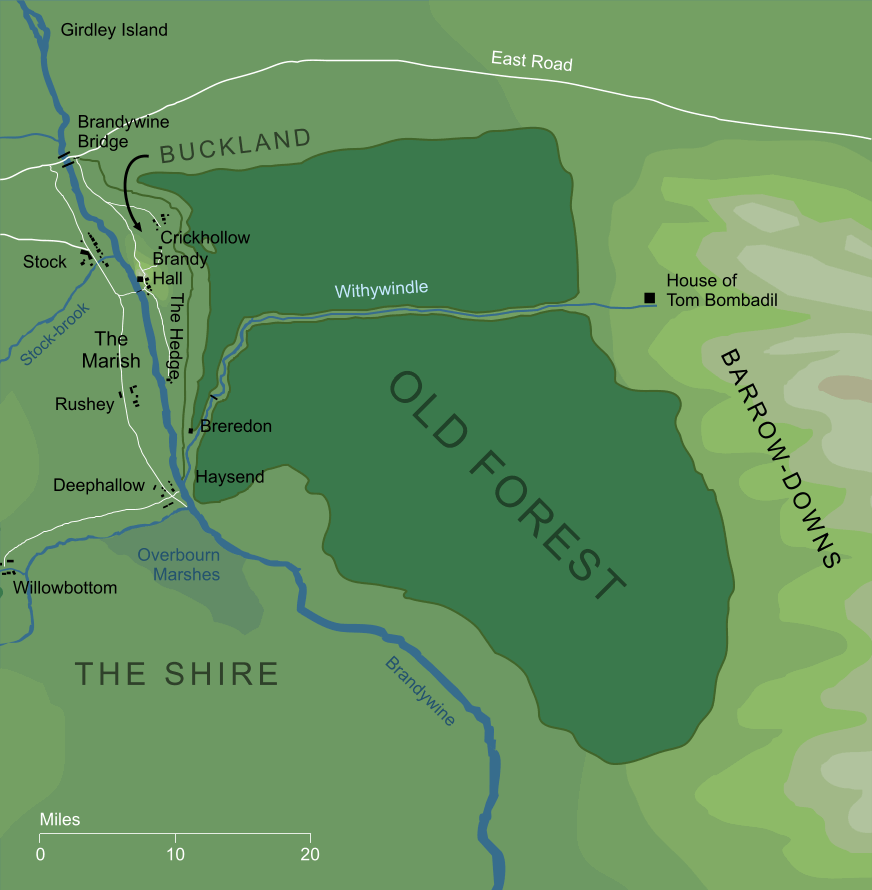 Girdley Island
East Road
Brandywine
Bridge
BUCKLAND
Crickhollow
Stock
Brandy
Hall
Withywindle
House of
Tom Bombadil
The Hedge
Stock-brook
The
Marish
Rushey
OLD FOREST
BARROW-DOWNS
Breredon
Haysend
Deephallow
Overbourn
Marshes
Willowbottom
THE SHIRE
Brandywine
Miles
0 10 20